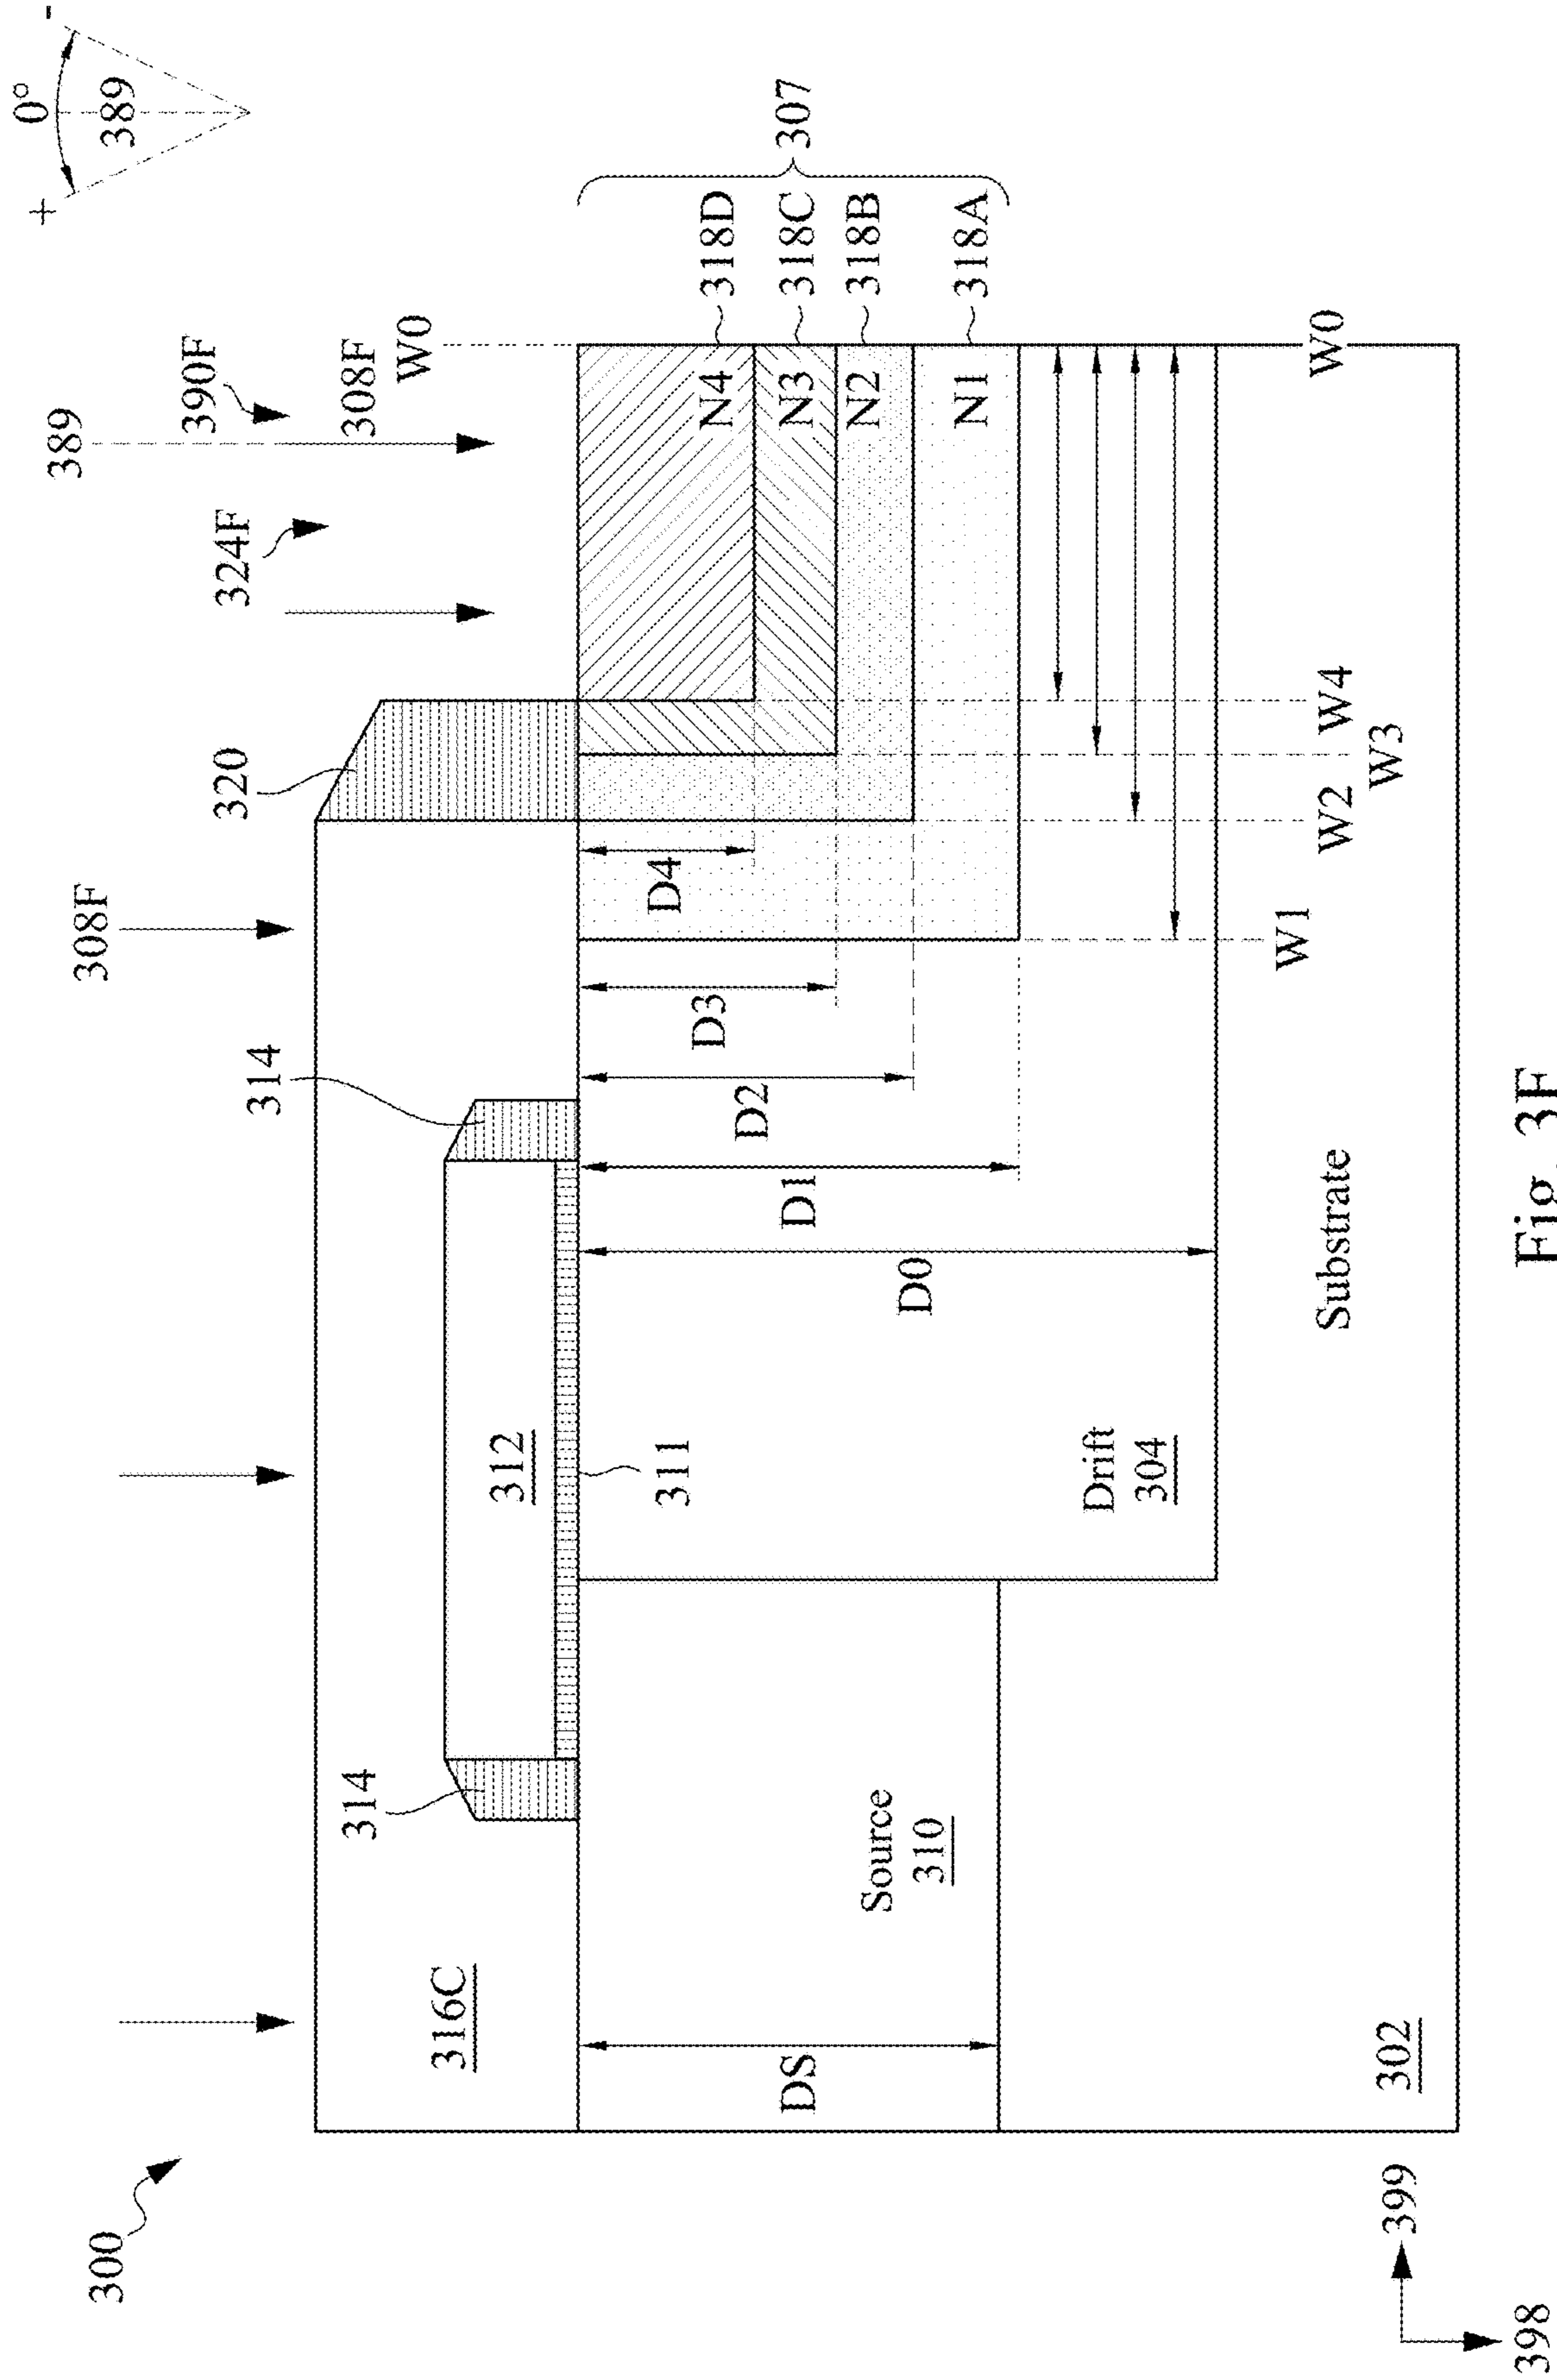 300
308F
324F
389
390F
308F
W0
+
0°
-
389
314
314
320
316C
312
311
D4
D3
D2
D1
D0
DS
N4
N3
N2
N1
318D
318C
318B
318A
307
Source
310
Drift
304
W1
W2
W3
W4
W0
Substrate
302
399
398
Fig. 3F